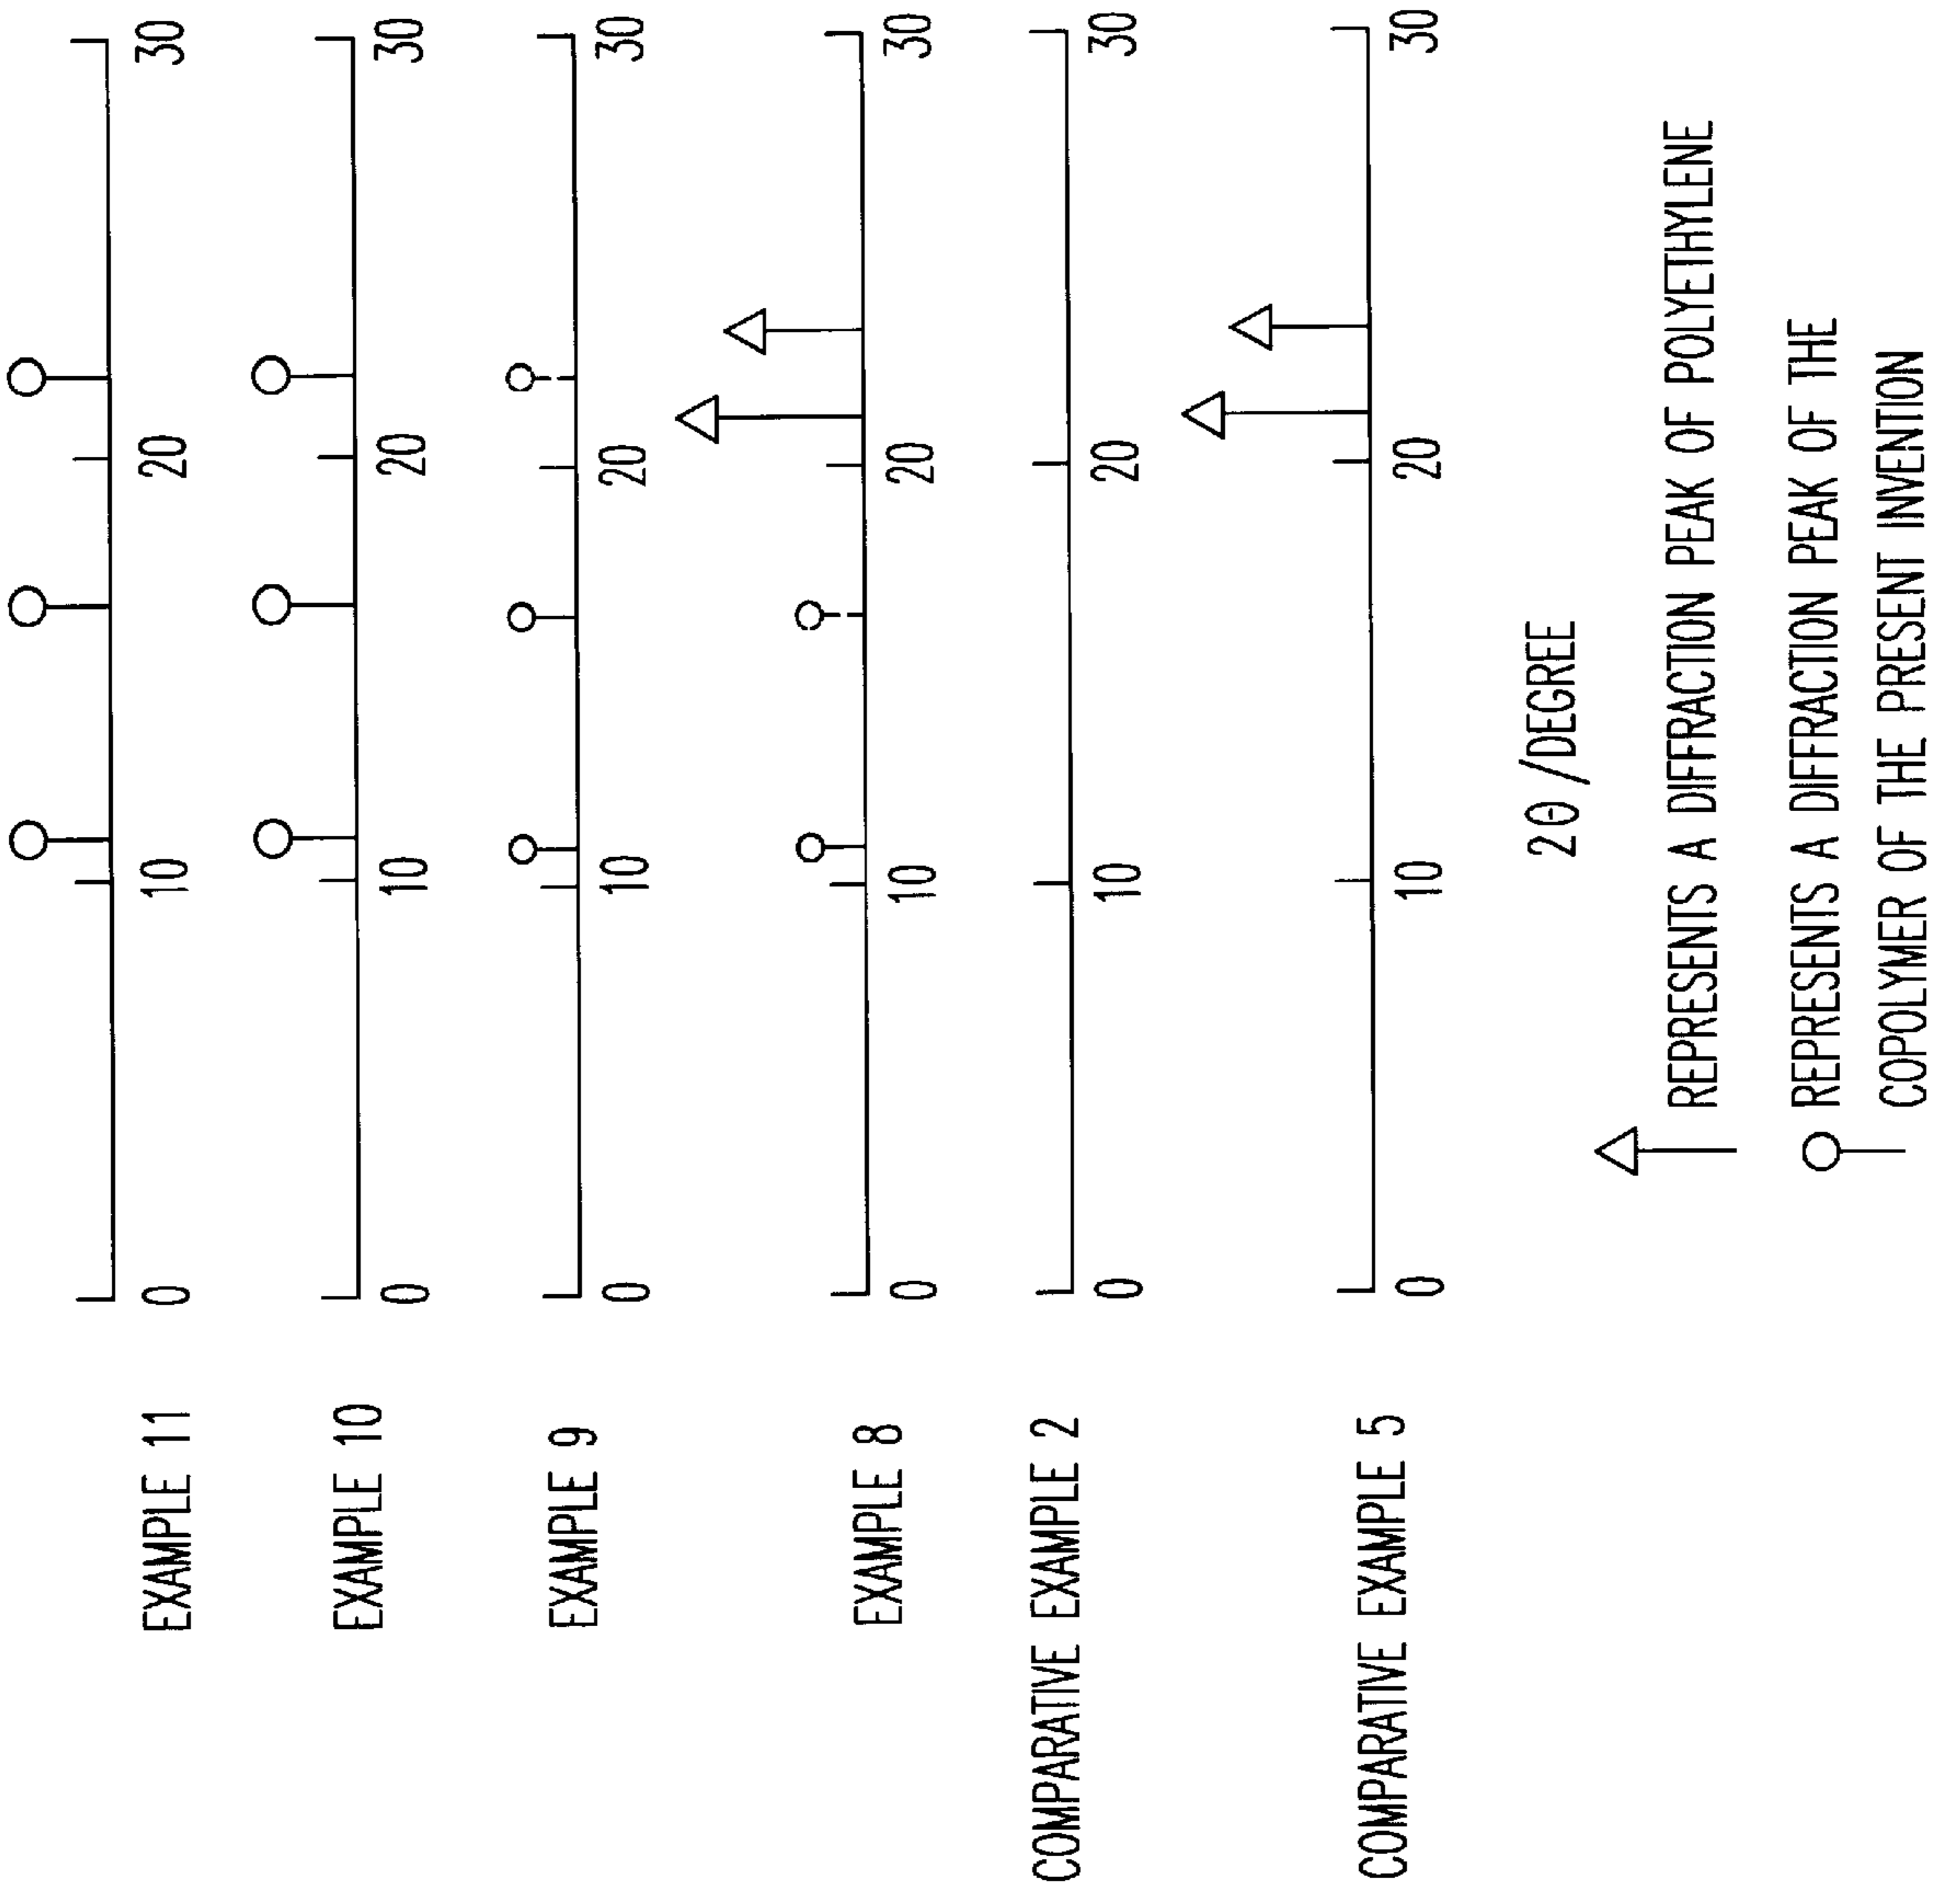 0 10 20 30
EXAMPLE 11
0 10 20 30
EXAMPLE 10
0 10 20 30
EXAMPLE 9
0 10 20 30
EXAMPLE 8
0 10 20 30
COMPARATIVE EXAMPLE 2
0 10 20 30
COMPARATIVE EXAMPLE 5
2θ/DEGREE
REPRESENTS A DIFFRACTION PEAK OF POLYETHYLENE
REPRESENTS A DIFFRACTION PEAK OF THE
COPOLYMER OF THE PRESENT INVENTION